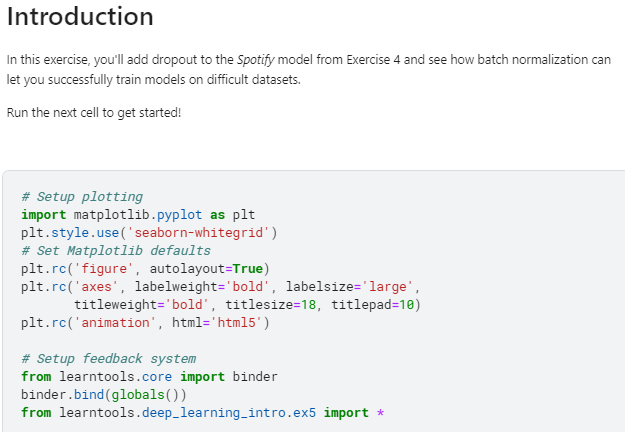 Introduction
In this exercise, you'll add dropout to the Spotify model from Exercise 4 and see how batch normalization can
let you successfully train models on difficult datasets.
Run the next cell to get started!
# Setup plotting
import matplotlib.pyplot as plt
plt.style.use('seaborn-whitegrid')
# Set Matplotlib defaults
plt.rc('figure', autolayout=True)
plt.rc('axes', labelweight='bold', labelsize='large',
       titleweight='bold', titlesize=18, titlepad=10)
plt.rc('animation', html='html5')
# Setup feedback system
from learntools.core import binder
binder.bind(globals())
from learntools.deep_learning_intro.ex5 import *